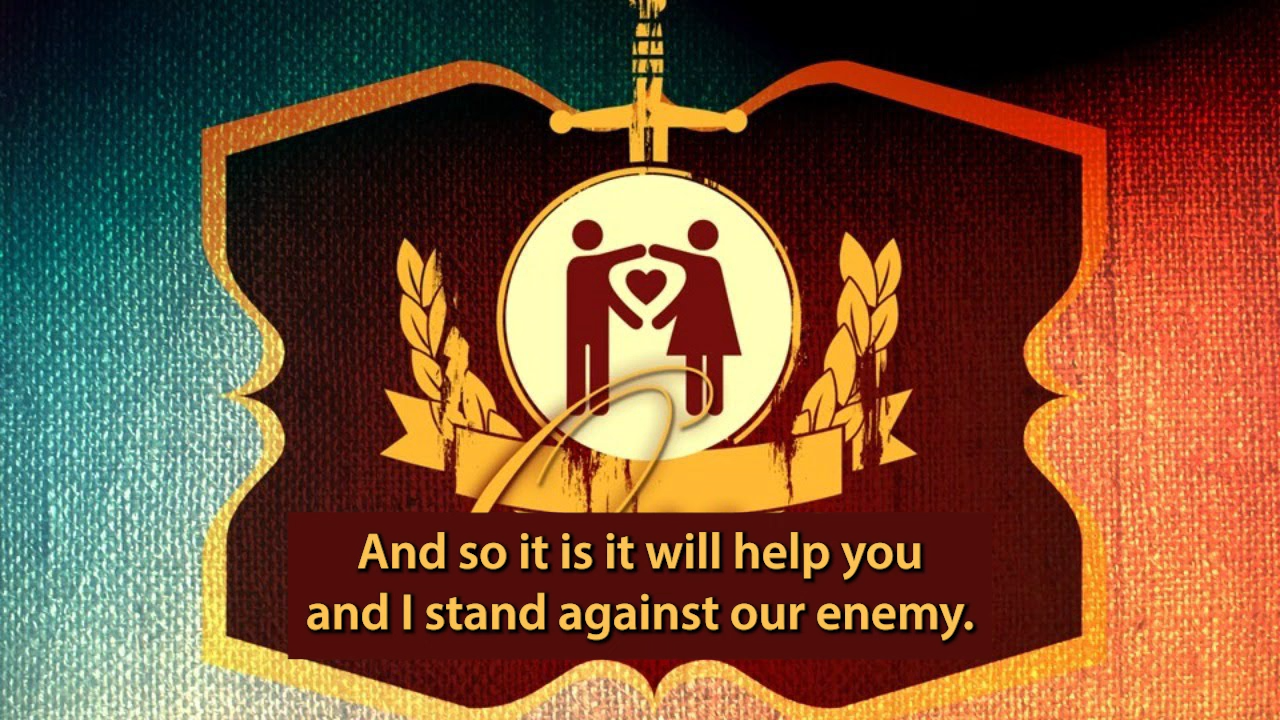 And so it is it will help you
and I stand against our enemy.